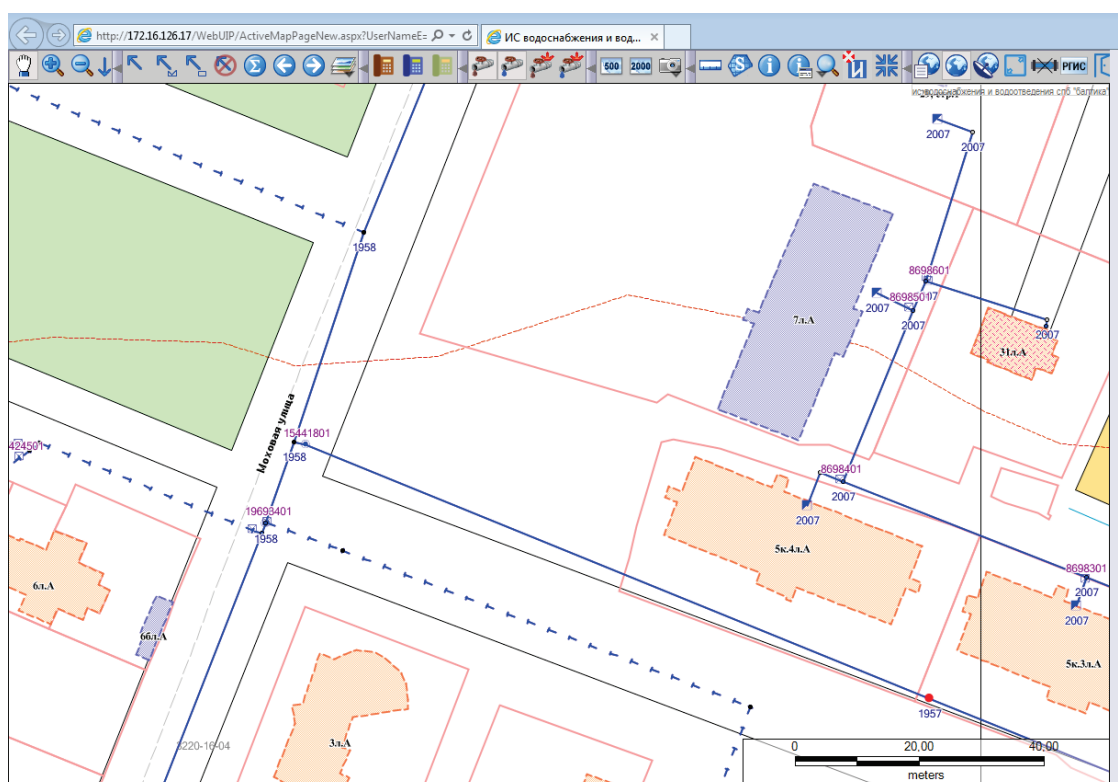 http://172.16.126.17/WebUIP/ActiveMapPageNew.aspx?UserNameE=
ИС водоснабжения и вод...
500
2000
РГИС
ис водоснабжения и водоотведения спб "балтика"
2007
2007
1958
8698601
8698501
2007
2007
7л.А
2007
31л.А
Моховая улица
15441801
1958
424501
8698401
2007
2007
19693401
1958
5к.4л.А
8698301
2007
2007
6л.А
66л.А
5к.3л.А
1957
3220-16-04
3л.А
0
20,00
40,00
meters